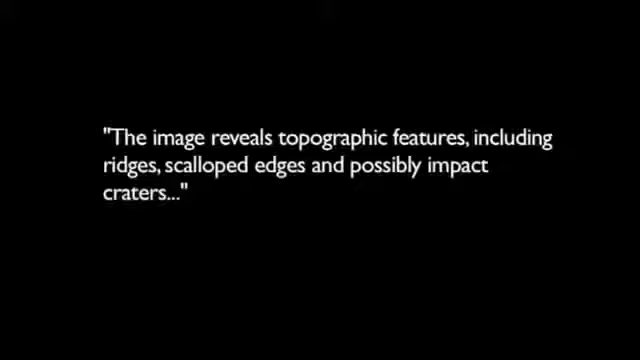 "The image reveals topographic features, including
ridges, scalloped edges and possibly impact
craters..."